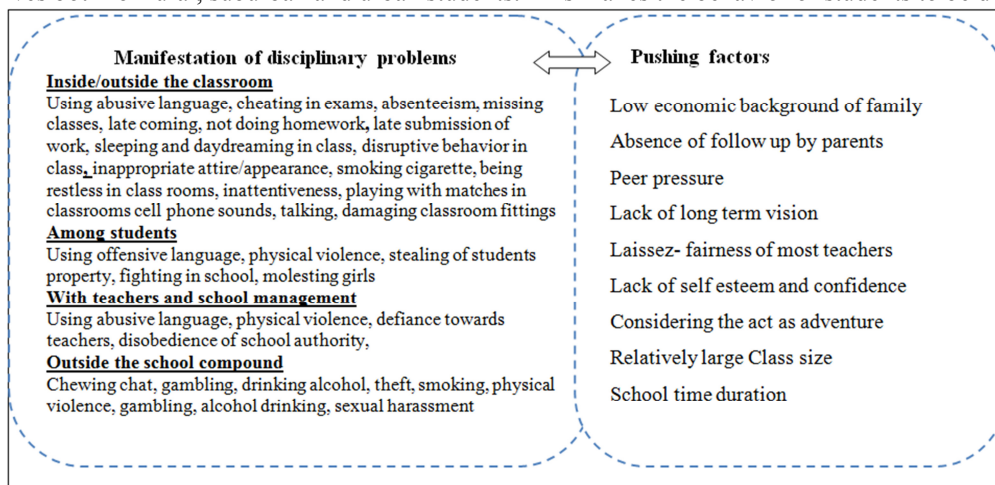 Manifestation of disciplinary problems
Inside/outside the classroom
Using abusive language, cheating in exams, absenteeism, missing
classes, late coming, not doing homework, late submission of
work, sleeping and daydreaming in class, disruptive behavior in
class, inappropriate attire/appearance, smoking cigarette, being
restless in class rooms, inattentiveness, playing with matches in
classrooms cell phone sounds, talking, damaging classroom fittings
Among students
Using offensive language, physical violence, stealing of students
property, fighting in school, molesting girls
With teachers and school management
Using abusive language, physical violence, defiance towards
teachers, disobedience of school authority,
Outside the school compound
Chewing chat, gambling, drinking alcohol, theft, smoking, physical
violence, gambling, alcohol drinking, sexual harassment
Pushing factors
Low economic background of family
Absence of follow up by parents
Peer pressure
Lack of long term vision
Laissez- fairness of most teachers
Lack of self esteem and confidence
Considering the act as adventure
Relatively large Class size
School time duration